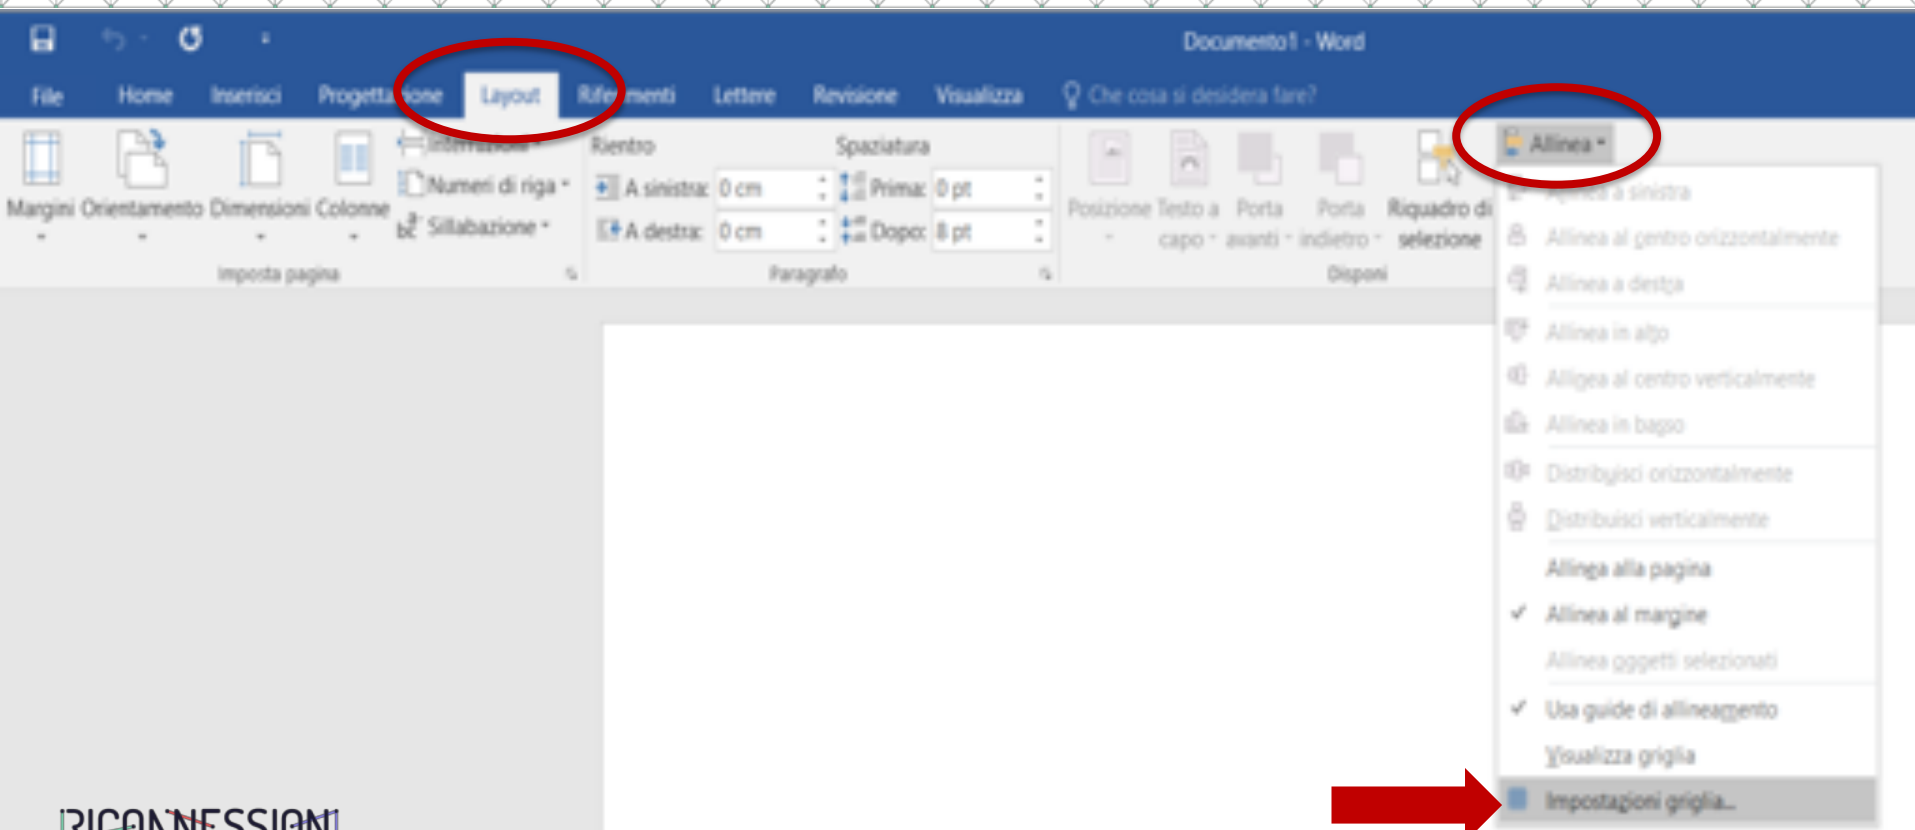 Documento1 - Word
File Home Inserisci Progettazione Layout Riferimenti Lettere Revisione Visualizza Che cosa si desidera fare?
Interruzioni Rientro Spaziatura Allinea
Numeri di riga A sinistra: 0 cm Prima: 0 pt
Margini Orientamento Dimensioni Colonne Posizione Testo a capo Porta avanti Porta indietro Riquadro di selezione
Sillabazione A destra: 0 cm Dopo: 8 pt
Imposta pagina Paragrafo Disponi
Allinea a sinistra
Allinea al centro orizzontalmente
Allinea a destra
Allinea in alto
Allinea al centro verticalmente
Allinea in basso
Distribuisci orizzontalmente
Distribuisci verticalmente
Allinea alla pagina
Allinea al margine
Allinea oggetti selezionati
Usa guide di allineamento
Visualizza griglia
Impostazioni griglia...
RICONNESSIONI